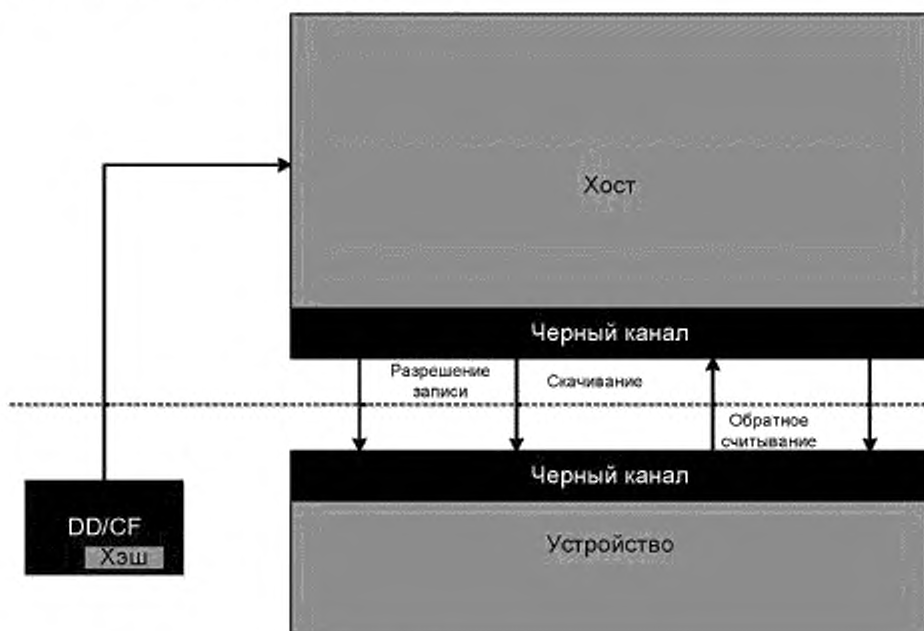 Хост
Черный канал
Разрешение
записи
Скачивание
Обратное
считывание
Черный канал
DD/CF
Хэш
Устройство